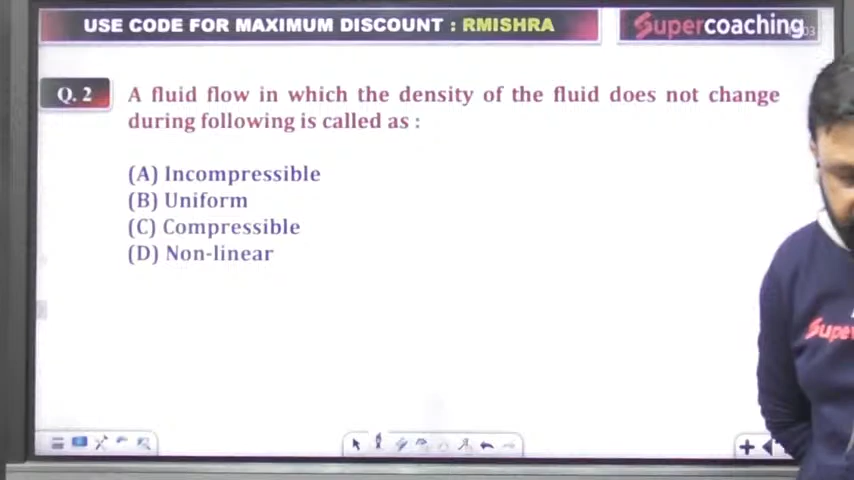 USE CODE FOR MAXIMUM DISCOUNT : RMISHRA
Supercoaching
Q. 2
A fluid flow in which the density of the fluid does not change
during following is called as :
(A) Incompressible
(B) Uniform
(C) Compressible
(D) Non-linear